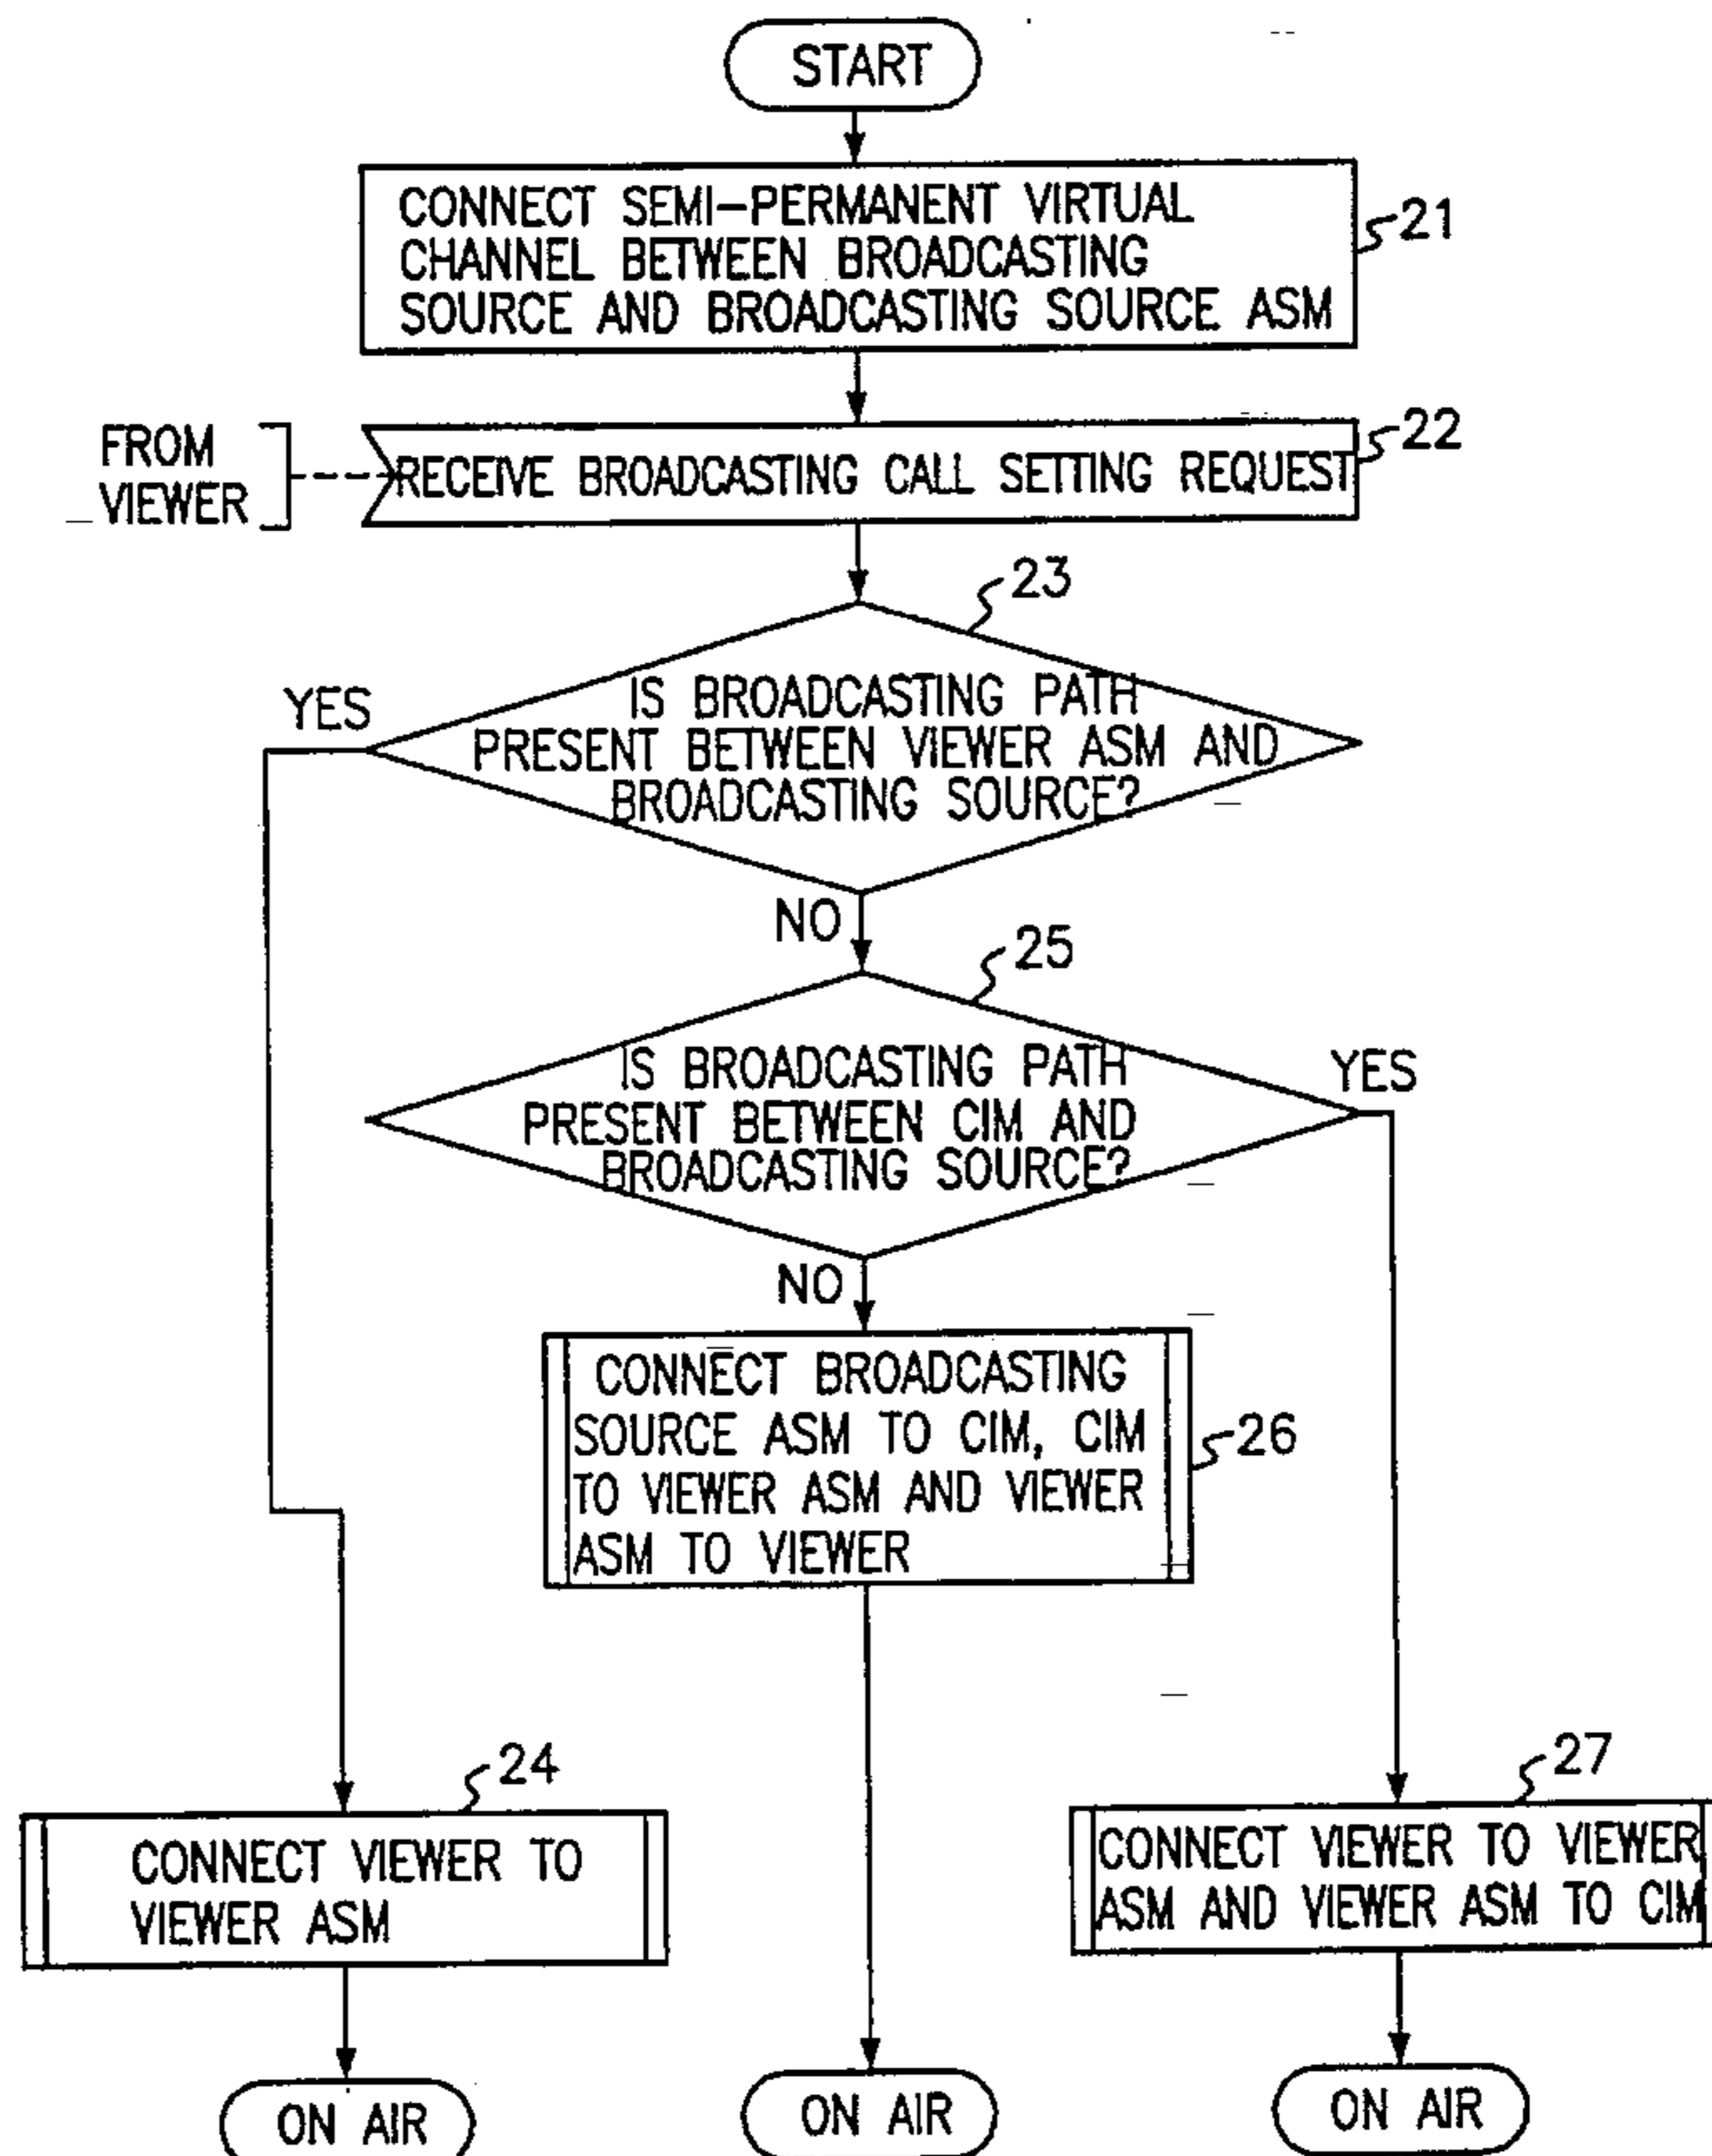 START
CONNECT SEMI-PERMANENT VIRTUAL
CHANNEL BETWEEN BROADCASTING
SOURCE AND BROADCASTING SOURCE ASM
21
FROM
VIEWER
RECEIVE BROADCASTING CALL SETTING REQUEST
22
23
YES
IS BROADCASTING PATH
PRESENT BETWEEN VIEWER ASM AND
BROADCASTING SOURCE?
NO
25
IS BROADCASTING PATH
PRESENT BETWEEN CIM AND
BROADCASTING SOURCE?
YES
NO
CONNECT BROADCASTING
SOURCE ASM TO CIM, CIM
TO VIEWER ASM AND VIEWER
ASM TO VIEWER
26
24
CONNECT VIEWER TO
VIEWER ASM
27
CONNECT VIEWER TO VIEWER
ASM AND VIEWER ASM TO CIM
ON AIR
ON AIR
ON AIR